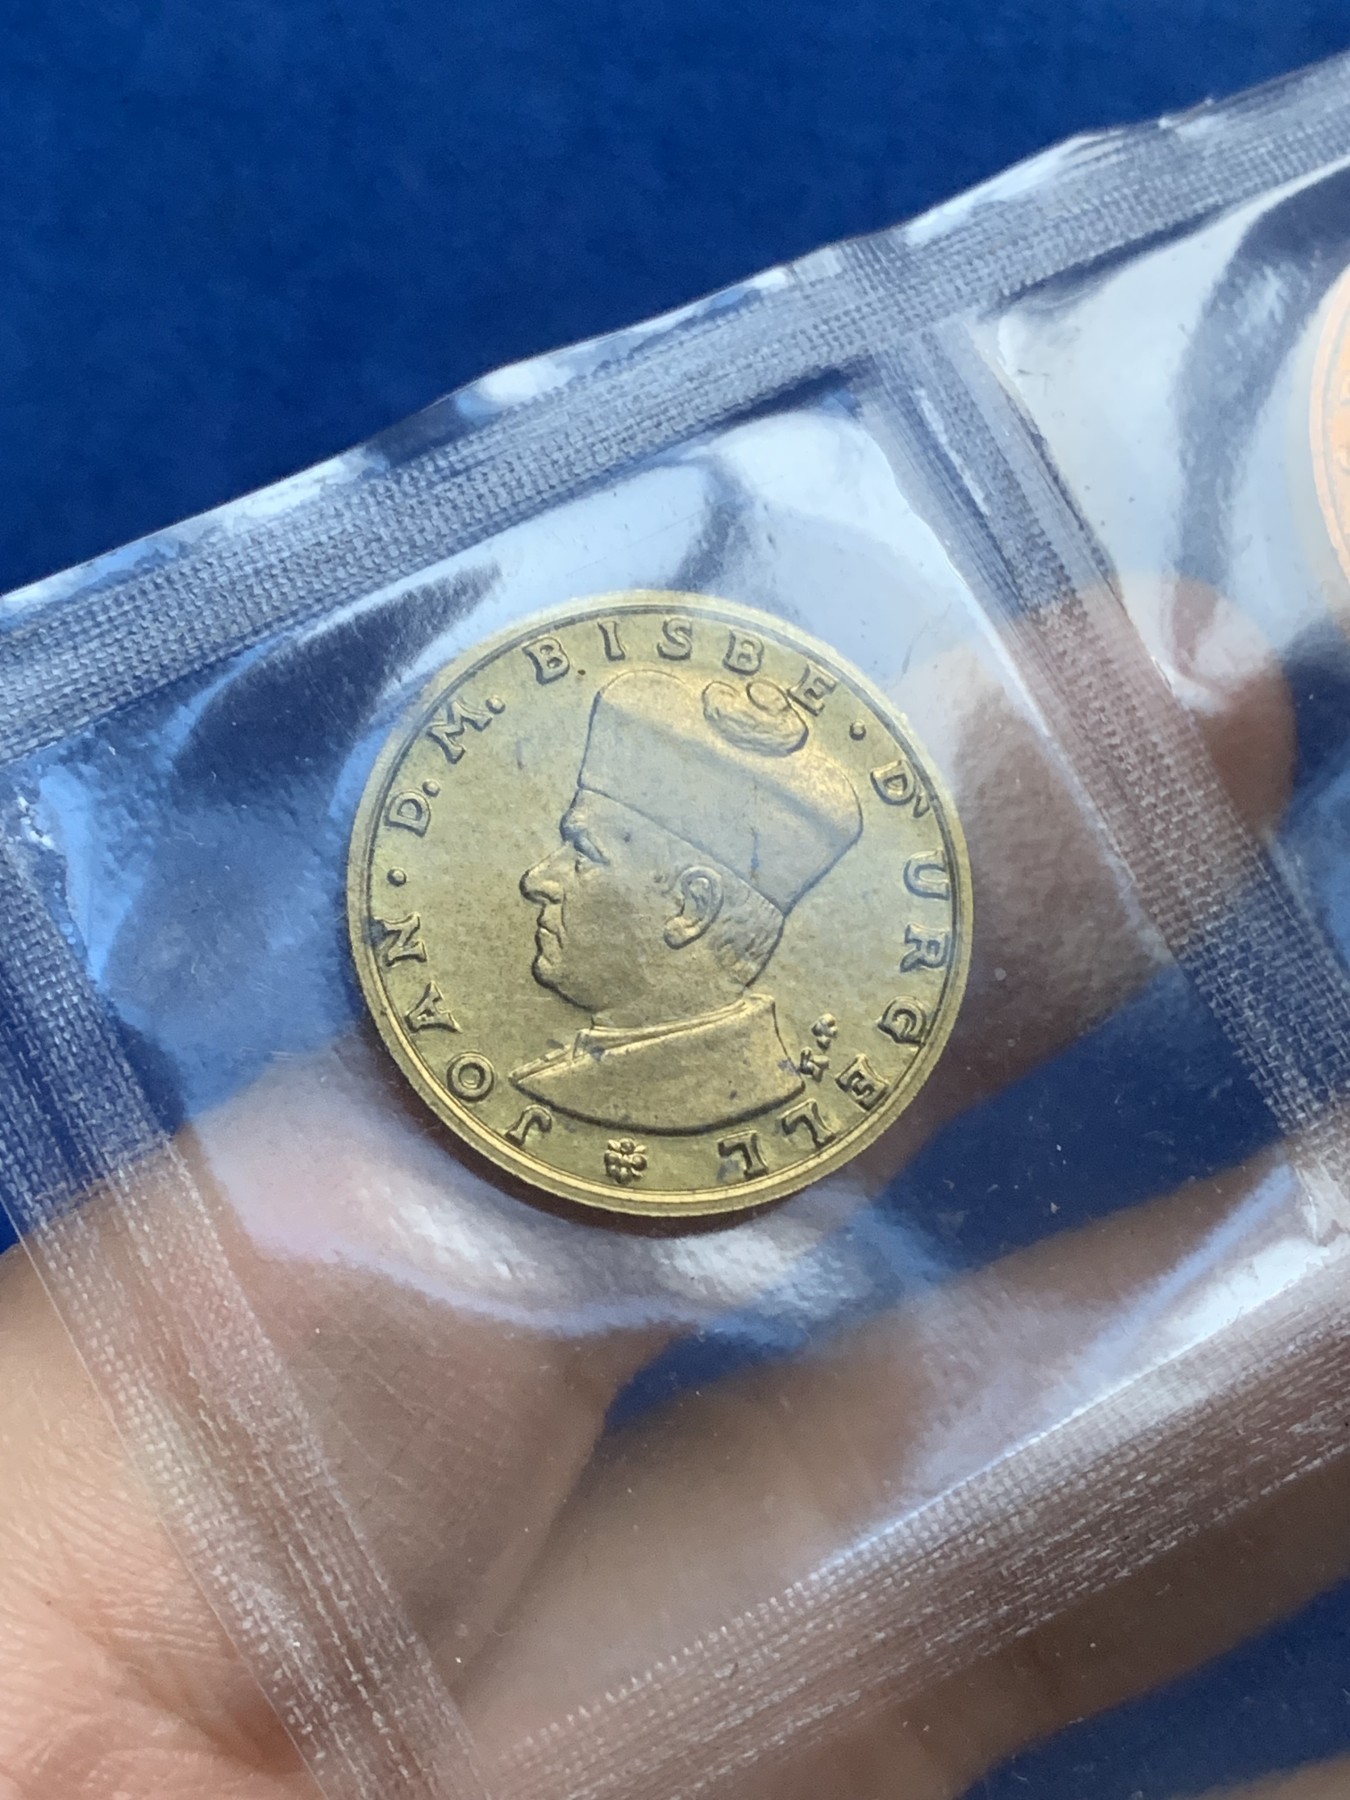 JOAN · D. M. BISBE · D'URGELL